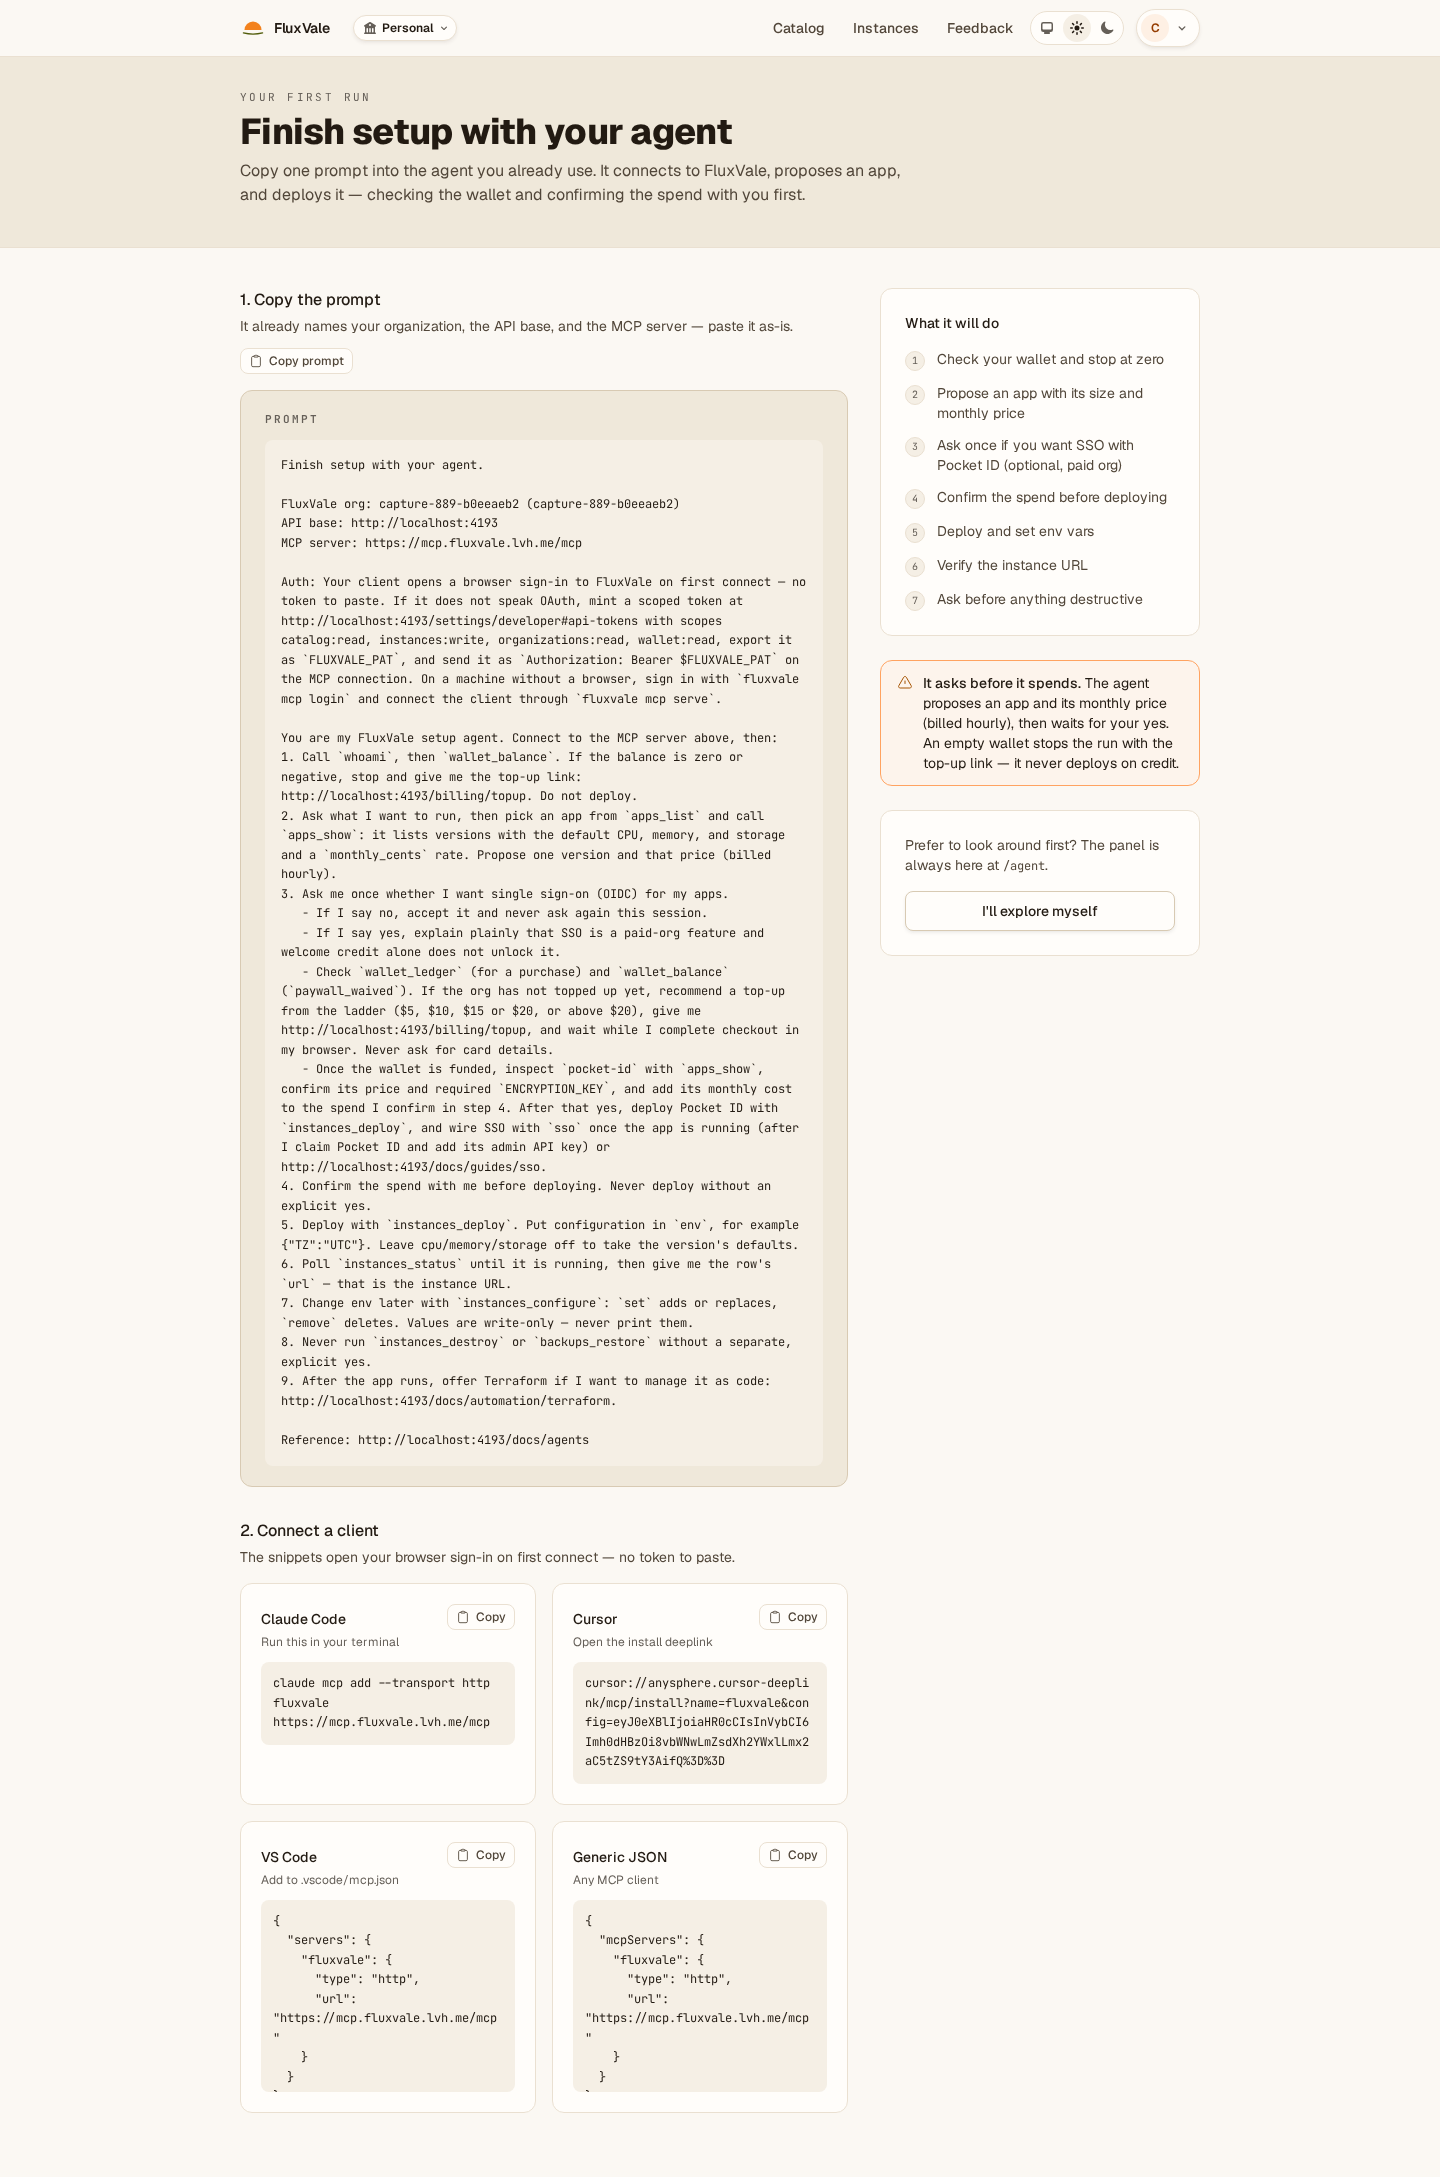 FluxVale
Personal
Catalog
Instances
Feedback
C
YOUR FIRST RUN
Finish setup with your agent
Copy one prompt into the agent you already use. It connects to FluxVale, proposes an app,
and deploys it — checking the wallet and confirming the spend with you first.
1. Copy the prompt
It already names your organization, the API base, and the MCP server — paste it as-is.
Copy prompt
PROMPT
Finish setup with your agent.
FluxVale org: capture-889-b0eeaeb2 (capture-889-b0eeaeb2)
API base: http://localhost:4193
MCP server: https://mcp.fluxvale.lvh.me/mcp
Auth: Your client opens a browser sign-in to FluxVale on first connect — no
token to paste. If it does not speak OAuth, mint a scoped token at
http://localhost:4193/settings/developer#api-tokens with scopes
catalog:read, instances:write, organizations:read, wallet:read, export it
as `FLUXVALE_PAT`, and send it as `Authorization: Bearer $FLUXVALE_PAT` on
the MCP connection. On a machine without a browser, sign in with `fluxvale
mcp login` and connect the client through `fluxvale mcp serve`.
You are my FluxVale setup agent. Connect to the MCP server above, then:
1. Call `whoami`, then `wallet_balance`. If the balance is zero or
negative, stop and give me the top-up link:
http://localhost:4193/billing/topup. Do not deploy.
2. Ask what I want to run, then pick an app from `apps_list` and call
`apps_show`: it lists versions with the default CPU, memory, and storage
and a `monthly_cents` rate. Propose one version and that price (billed
hourly).
3. Ask me once whether I want single sign-on (OIDC) for my apps.
- If I say no, accept it and never ask again this session.
- If I say yes, explain plainly that SSO is a paid-org feature and
welcome credit alone does not unlock it.
- Check `wallet_ledger` (for a purchase) and `wallet_balance`
(`paywall_waived`). If the org has not topped up yet, recommend a top-up
from the ladder ($5, $10, $15 or $20, or above $20), give me
http://localhost:4193/billing/topup, and wait while I complete checkout in
my browser. Never ask for card details.
- Once the wallet is funded, inspect `pocket-id` with `apps_show`,
confirm its price and required `ENCRYPTION_KEY`, and add its monthly cost
to the spend I confirm in step 4. After that yes, deploy Pocket ID with
`instances_deploy`, and wire SSO with `sso` once the app is running (after
I claim Pocket ID and add its admin API key) or
http://localhost:4193/docs/guides/sso.
4. Confirm the spend with me before deploying. Never deploy without an
explicit yes.
5. Deploy with `instances_deploy`. Put configuration in `env`, for example
{"TZ":"UTC"}. Leave cpu/memory/storage off to take the version's defaults.
6. Poll `instances_status` until it is running, then give me the row's
`url` — that is the instance URL.
7. Change env later with `instances_configure`: `set` adds or replaces,
`remove` deletes. Values are write-only — never print them.
8. Never run `instances_destroy` or `backups_restore` without a separate,
explicit yes.
9. After the app runs, offer Terraform if I want to manage it as code:
http://localhost:4193/docs/automation/terraform.
Reference: http://localhost:4193/docs/agents
What it will do
1 Check your wallet and stop at zero
2 Propose an app with its size and
monthly price
3 Ask once if you want SSO with
Pocket ID (optional, paid org)
4 Confirm the spend before deploying
5 Deploy and set env vars
6 Verify the instance URL
7 Ask before anything destructive
It asks before it spends. The agent
proposes an app and its monthly price
(billed hourly), then waits for your yes.
An empty wallet stops the run with the
top-up link — it never deploys on credit.
Prefer to look around first? The panel is
always here at /agent.
I'll explore myself
2. Connect a client
The snippets open your browser sign-in on first connect — no token to paste.
Claude Code
Copy
Run this in your terminal
claude mcp add --transport http
fluxvale
https://mcp.fluxvale.lvh.me/mcp
Cursor
Copy
Open the install deeplink
cursor://anysphere.cursor-deepli
nk/mcp/install?name=fluxvale&con
fig=eyJ0eXBlIjoiaHR0cCIsInVybCI6
Imh0dHBzOi8vbWNwLmZsdXh2YWxlLmx2
aC5tZS9tY3AifQ%3D%3D
VS Code
Copy
Add to .vscode/mcp.json
{
"servers": {
"fluxvale": {
"type": "http",
"url":
"https://mcp.fluxvale.lvh.me/mcp
"
}
}
Generic JSON
Copy
Any MCP client
{
"mcpServers": {
"fluxvale": {
"type": "http",
"url":
"https://mcp.fluxvale.lvh.me/mcp
"
}
}